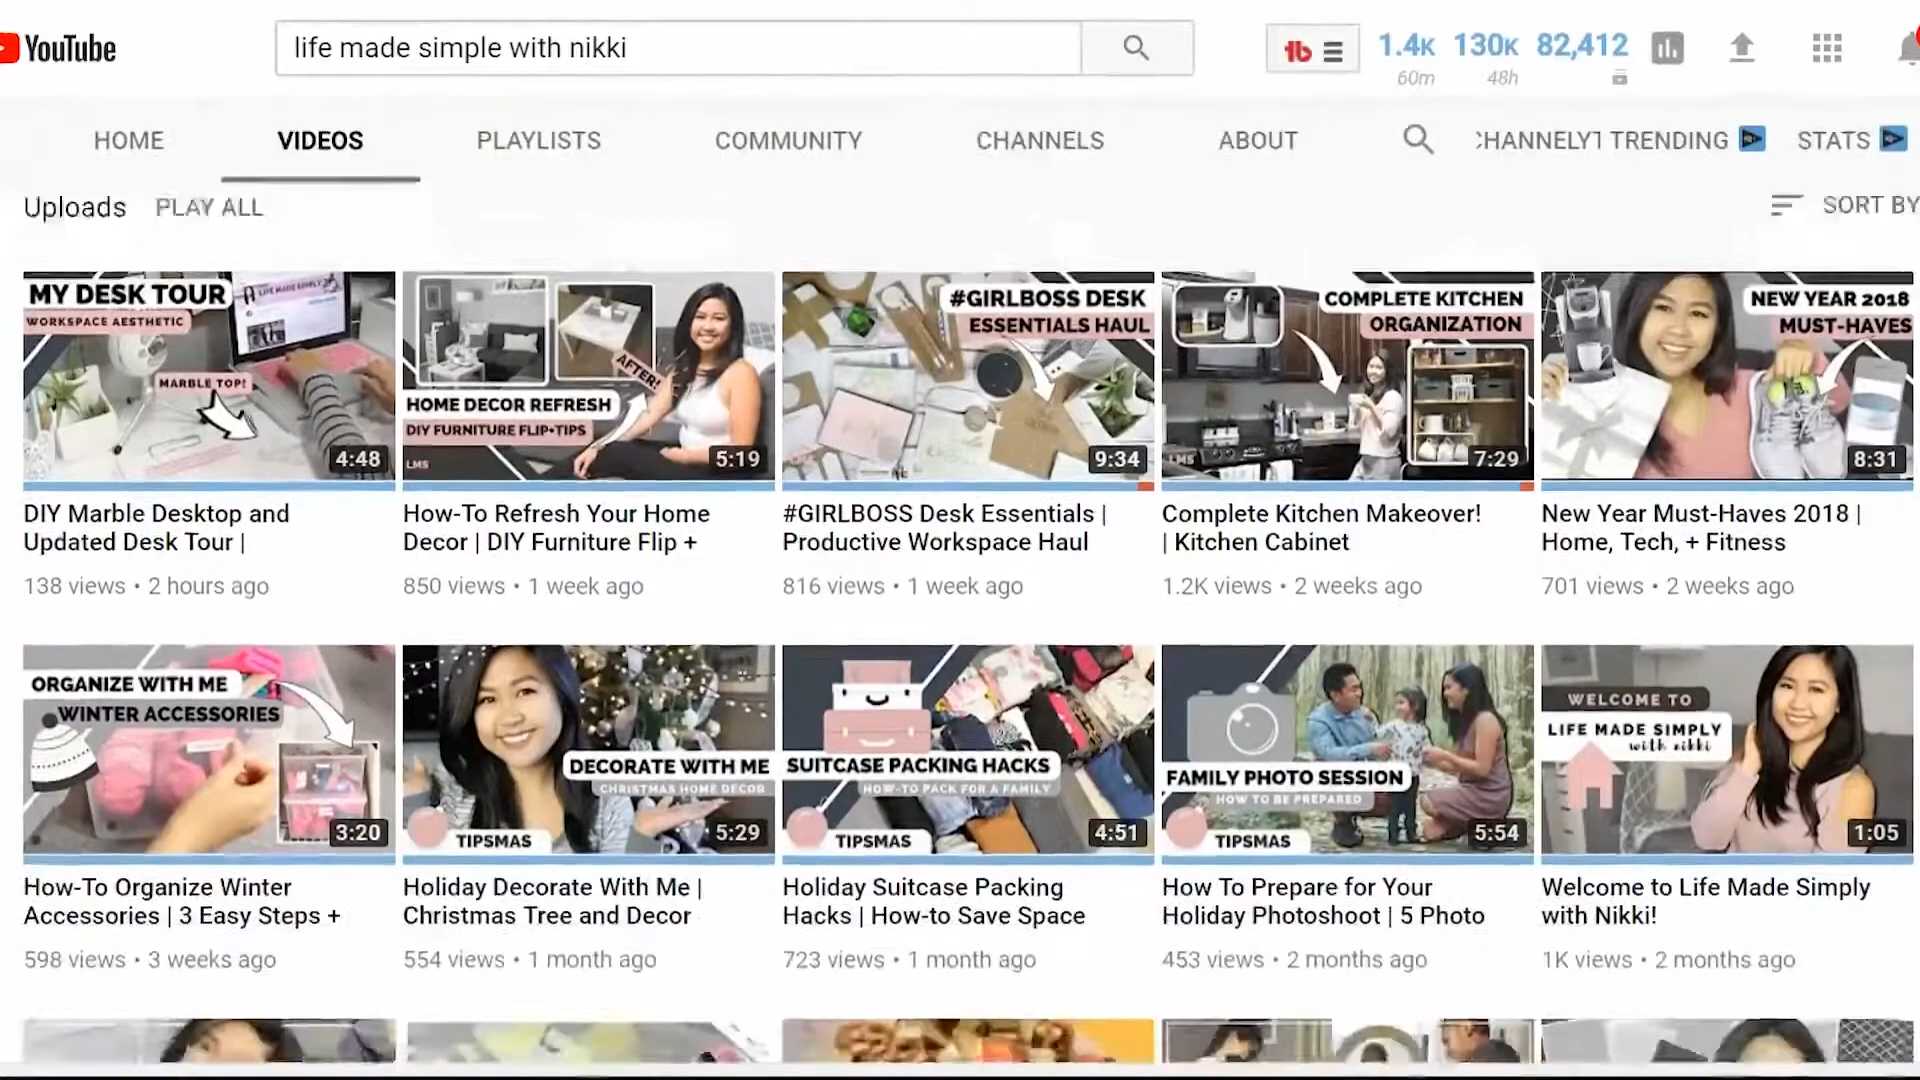 YouTube
life made simple with nikki
1.4K 130K 82,412
60m 48h
HOME VIDEOS PLAYLISTS COMMUNITY CHANNELS ABOUT CHANNELYT TRENDING STATS
Uploads PLAY ALL SORT BY
MY DESK TOUR
WORKSPACE AESTHETIC
MARBLE TOP!
4:48
AFTER!
HOME DECOR REFRESH
DIY FURNITURE FLIP+TIPS
LMS
5:19
#GIRLBOSS DESK
ESSENTIALS HAUL
9:34
COMPLETE KITCHEN
ORGANIZATION
LMS
7:29
NEW YEAR 2018
MUST-HAVES
8:31
DIY Marble Desktop and
Updated Desk Tour |
138 views • 2 hours ago
How-To Refresh Your Home
Decor | DIY Furniture Flip +
850 views • 1 week ago
#GIRLBOSS Desk Essentials |
Productive Workspace Haul
816 views • 1 week ago
Complete Kitchen Makeover!
| Kitchen Cabinet
1.2K views • 2 weeks ago
New Year Must-Haves 2018 |
Home, Tech, + Fitness
701 views • 2 weeks ago
ORGANIZE WITH ME
WINTER ACCESSORIES
3:20
DECORATE WITH ME
CHRISTMAS HOME DECOR
TIPSMAS
5:29
SUITCASE PACKING HACKS
HOW-TO PACK FOR A FAMILY
TIPSMAS
4:51
FAMILY PHOTO SESSION
HOW TO BE PREPARED
TIPSMAS
5:54
WELCOME TO
LIFE MADE SIMPLY
with nikki
1:05
How-To Organize Winter
Accessories | 3 Easy Steps +
598 views • 3 weeks ago
Holiday Decorate With Me |
Christmas Tree and Decor
554 views • 1 month ago
Holiday Suitcase Packing
Hacks | How-to Save Space
723 views • 1 month ago
How To Prepare for Your
Holiday Photoshoot | 5 Photo
453 views • 2 months ago
Welcome to Life Made Simply
with Nikki!
1K views • 2 months ago